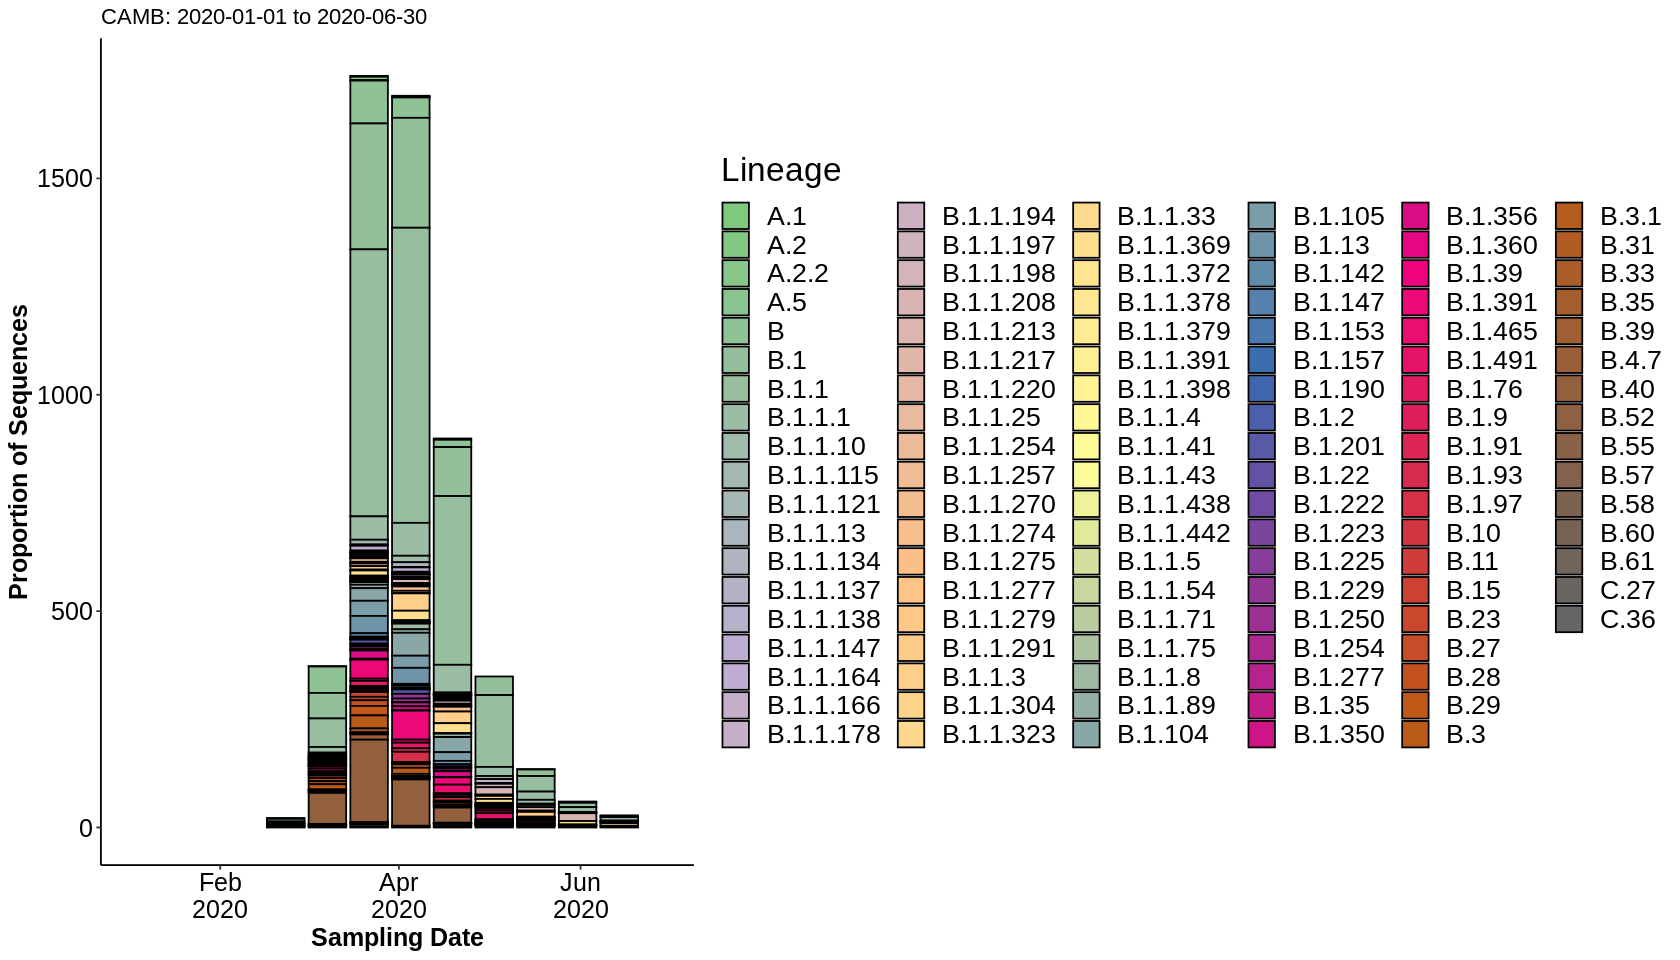 CAMB: 2020-01-01 to 2020-06-30
Proportion of Sequences
1500
1000
500
0
Feb
2020
Apr
2020
Jun
2020
Sampling Date
Lineage
A.1
A.2
A.2.2
A.5
B
B.1
B.1.1
B.1.1.1
B.1.1.10
B.1.1.115
B.1.1.121
B.1.1.13
B.1.1.134
B.1.1.137
B.1.1.138
B.1.1.147
B.1.1.164
B.1.1.166
B.1.1.178
B.1.1.194
B.1.1.197
B.1.1.198
B.1.1.208
B.1.1.213
B.1.1.217
B.1.1.220
B.1.1.25
B.1.1.254
B.1.1.257
B.1.1.270
B.1.1.274
B.1.1.275
B.1.1.277
B.1.1.279
B.1.1.291
B.1.1.3
B.1.1.304
B.1.1.323
B.1.1.33
B.1.1.369
B.1.1.372
B.1.1.378
B.1.1.379
B.1.1.391
B.1.1.398
B.1.1.4
B.1.1.41
B.1.1.43
B.1.1.438
B.1.1.442
B.1.1.5
B.1.1.54
B.1.1.71
B.1.1.75
B.1.1.8
B.1.1.89
B.1.104
B.1.105
B.1.13
B.1.142
B.1.147
B.1.153
B.1.157
B.1.190
B.1.2
B.1.201
B.1.22
B.1.222
B.1.223
B.1.225
B.1.229
B.1.250
B.1.254
B.1.277
B.1.35
B.1.350
B.1.356
B.1.360
B.1.39
B.1.391
B.1.465
B.1.491
B.1.76
B.1.9
B.1.91
B.1.93
B.1.97
B.10
B.11
B.15
B.23
B.27
B.28
B.29
B.3
B.3.1
B.31
B.33
B.35
B.39
B.4.7
B.40
B.52
B.55
B.57
B.58
B.60
B.61
C.27
C.36